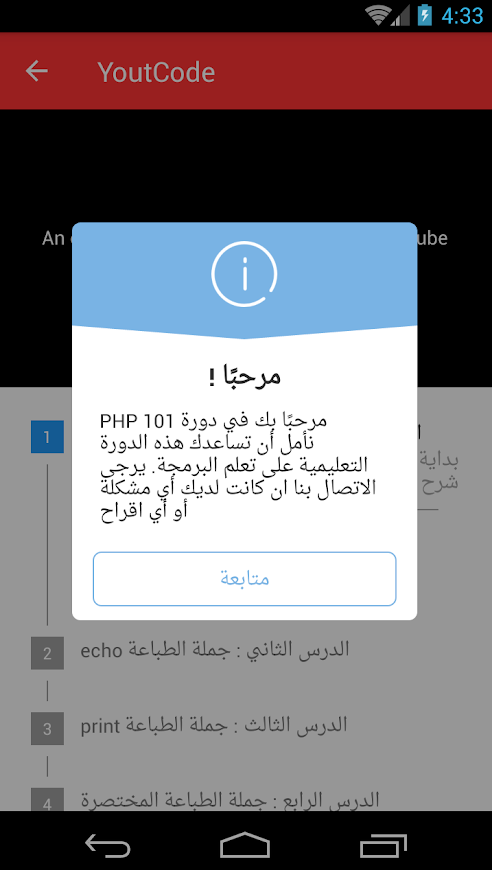 4:33
YoutCode
An
ube
مرحبًا !
مرحبًا بك في دورة PHP 101
نأمل أن تساعدك هذه الدورة
التعليمية على تعلم البرمجة. يرجى
الاتصال بنا ان كانت لديك أي مشكلة
أو أي اقراح
متابعة
1
بداية
شرح
2
الدرس الثاني : جملة الطباعة echo
3
الدرس الثالث : جملة الطباعة print
4
الدرس الرابع : جملة الطباعة المختصرة